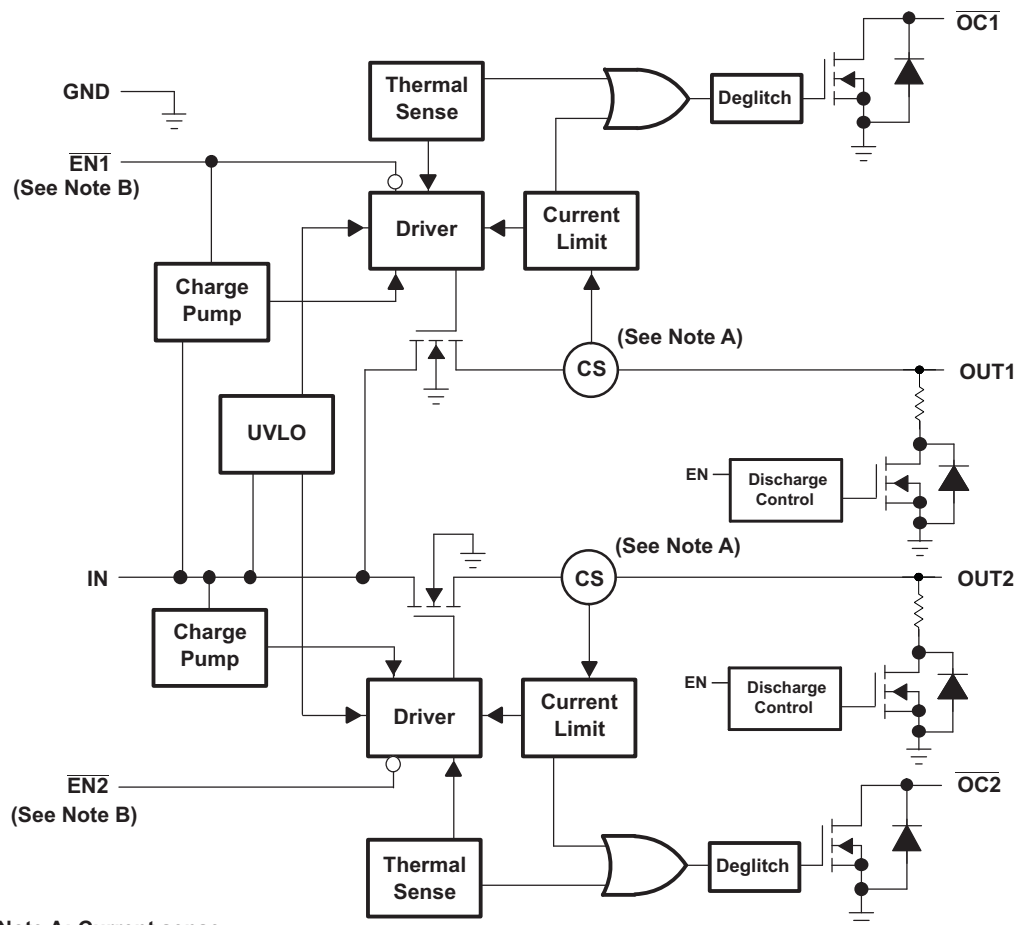 OC1
Thermal
Sense
GND
Deglitch
EN1
(See Note B)
Driver
Current
Limit
Charge
Pump
(See Note A)
CS
OUT1
UVLO
EN
Discharge
Control
(See Note A)
IN
CS
OUT2
Charge
Pump
EN
Discharge
Control
Driver
Current
Limit
EN2
(See Note B)
OC2
Thermal
Sense
Deglitch